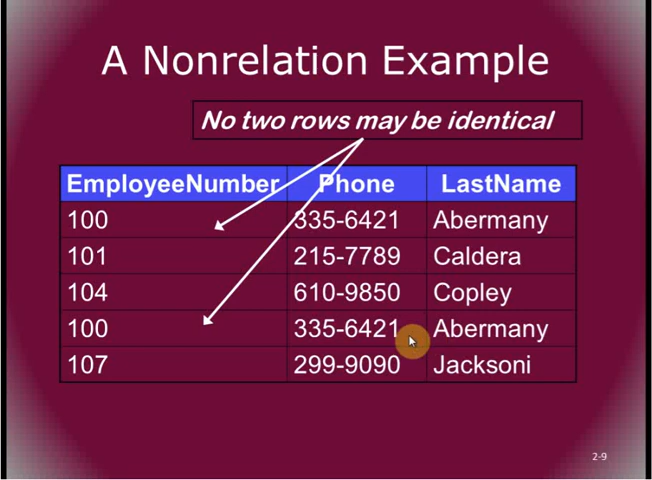 A Nonrelation Example
No two rows may be identical
EmployeeNumber Phone LastName
100 335-6421 Abermany
101 215-7789 Caldera
104 610-9850 Copley
100 335-6421 Abermany
107 299-9090 Jacksoni
2-9